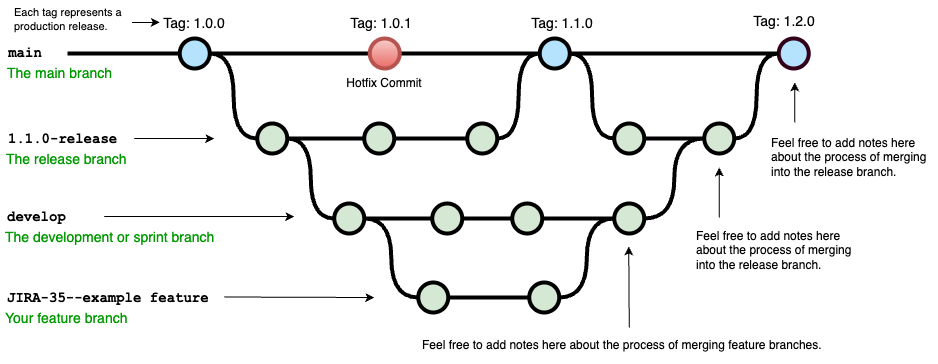 Each tag represents a
production release.
Tag: 1.0.0
Tag: 1.0.1
Tag: 1.1.0
Tag: 1.2.0
main
The main branch
Hotfix Commit
1.1.0-release
The release branch
Feel free to add notes here
about the process of merging
into the release branch.
develop
The development or sprint branch
Feel free to add notes here
about the process of merging
into the release branch.
JIRA-35--example feature
Your feature branch
Feel free to add notes here about the process of merging feature branches.